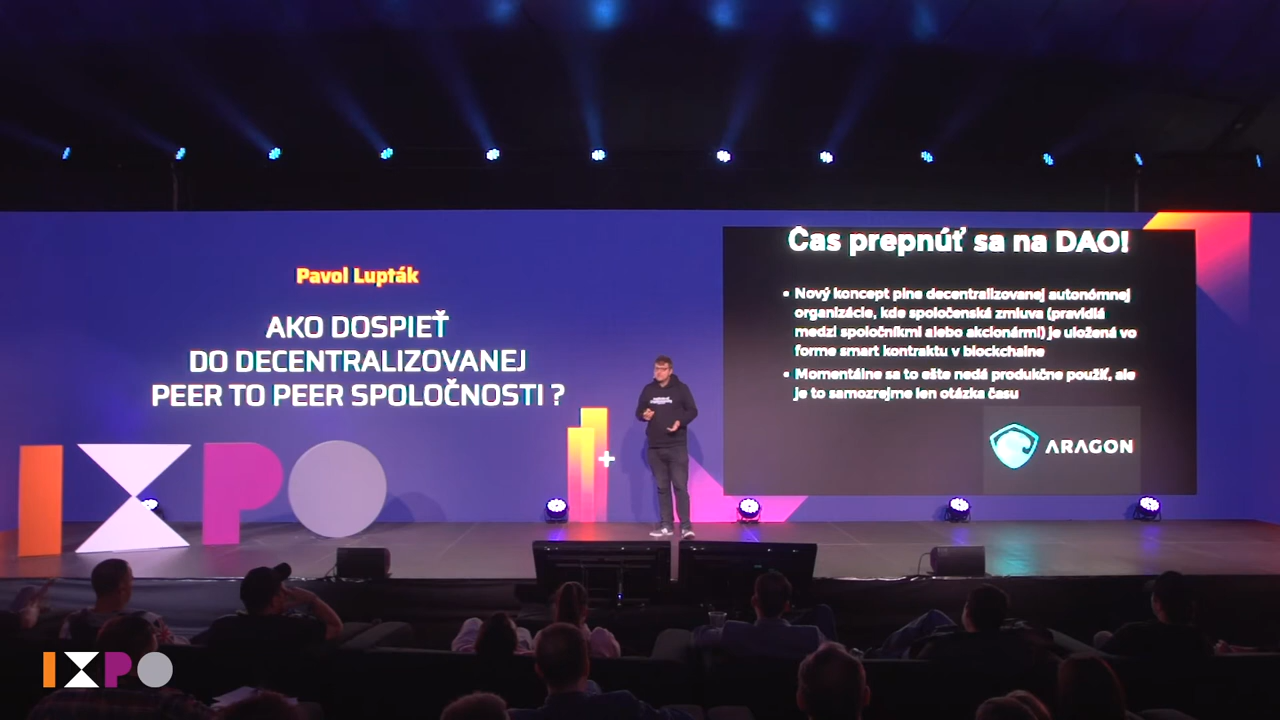 Pavol Lupták
AKO DOSPIEŤ
DO DECENTRALIZOVANEJ
PEER TO PEER SPOLOČNOSTI ?
Čas prepnúť sa na DAO!
• Nový koncept plne decentralizovanej autonómnej
organizácie, kde spoločenská zmluva (pravidlá
medzi spoločníkmi alebo akcionármi) je uložená vo
forme smart kontraktu v blockchaine
• Momentálne sa to ešte nedá produkčne použiť, ale
je to samozrejme len otázka času
ARAGON
+
IXPO
IXPO